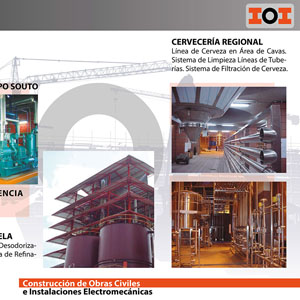 IOI
CERVECERÍA REGIONAL
Línea de Cerveza en Área de Cavas.
Sistema de Limpieza Líneas de Tube-
rías. Sistema de Filtración de Cerveza.
PO SOUTO
ENCIA
ELA
Desodoriza-
a de Refina-
Construcción de Obras Civiles
e Instalaciones Electromecánicas